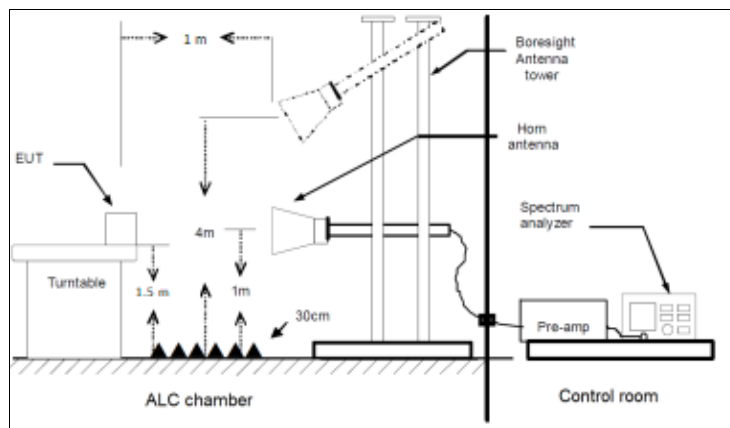 1 m
Boresight
Antenna
tower
Horn
antenna
EUT
Spectrum
analyzer
4m
Turntable
1.5 m
1m
30cm
Pre-amp
ALC chamber
Control room